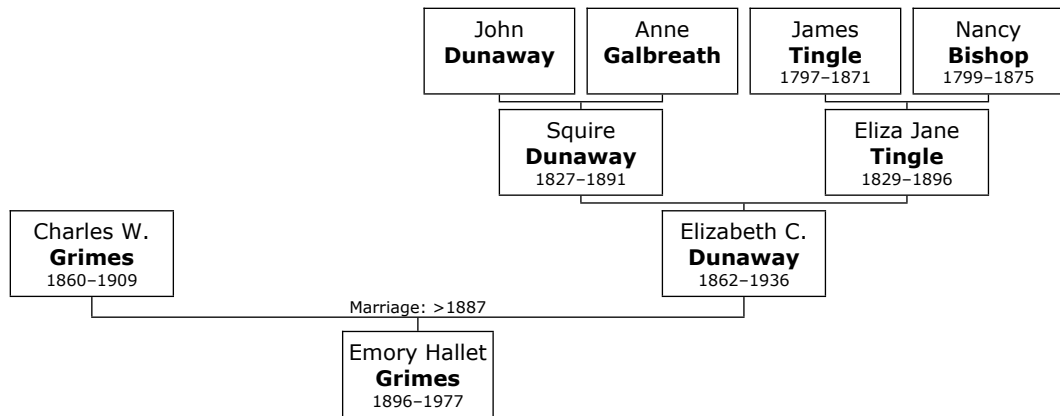 John
Dunaway
Anne
Galbreath
James
Tingle
1797–1871
Nancy
Bishop
1799–1875
Squire
Dunaway
1827–1891
Eliza Jane
Tingle
1829–1896
Charles W.
Grimes
1860–1909
Elizabeth C.
Dunaway
1862–1936
Marriage: >1887
Emory Hallet
Grimes
1896–1977